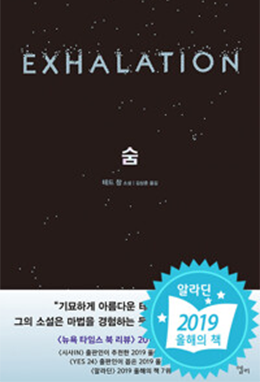 EXHALATION
숨
테드 창 소설 | 김상훈 옮김
"기묘하게 아름다운
그의 소설은 마법을 경험하는
〈뉴욕 타임스 북 리뷰〉 20
〈시사IN〉 출판인이 추천한 2019 올
〈YES 24〉 출판인이 꼽은 2019 올
〈알라딘〉 2019 올해의 책 7위
알라딘
2019
올해의 책
엘리